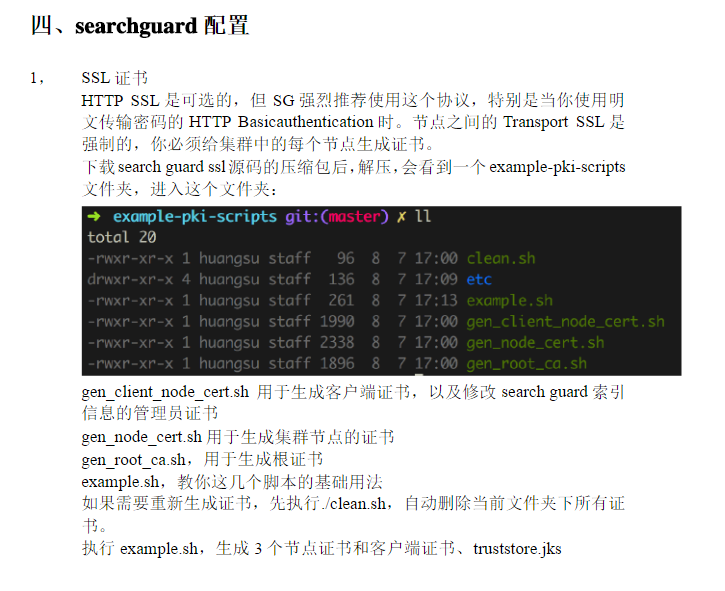 四、searchguard 配置
1， SSL 证书
HTTP SSL 是可选的，但 SG 强烈推荐使用这个协议，特别是当你使用明
文传输密码的 HTTP Basicauthentication 时。节点之间的 Transport SSL 是
强制的，你必须给集群中的每个节点生成证书。
下载 search guard ssl 源码的压缩包后，解压，会看到一个 example-pki-scripts
文件夹，进入这个文件夹：
➜ example-pki-scripts git:(master) ✗ ll
total 20
-rwxr-xr-x 1 huangsu staff 96 8 7 17:00 clean.sh
drwxr-xr-x 4 huangsu staff 136 8 7 17:09 etc
-rwxr-xr-x 1 huangsu staff 261 8 7 17:13 example.sh
-rwxr-xr-x 1 huangsu staff 1990 8 7 17:00 gen_client_node_cert.sh
-rwxr-xr-x 1 huangsu staff 2338 8 7 17:00 gen_node_cert.sh
-rwxr-xr-x 1 huangsu staff 1896 8 7 17:00 gen_root_ca.sh
gen_client_node_cert.sh 用于生成客户端证书，以及修改 search guard 索引
信息的管理员证书
gen_node_cert.sh 用于生成集群节点的证书
gen_root_ca.sh，用于生成根证书
example.sh，教你这几个脚本的基础用法
如果需要重新生成证书，先执行./clean.sh，自动删除当前文件夹下所有证
书。
执行 example.sh，生成 3 个节点证书和客户端证书、truststore.jks